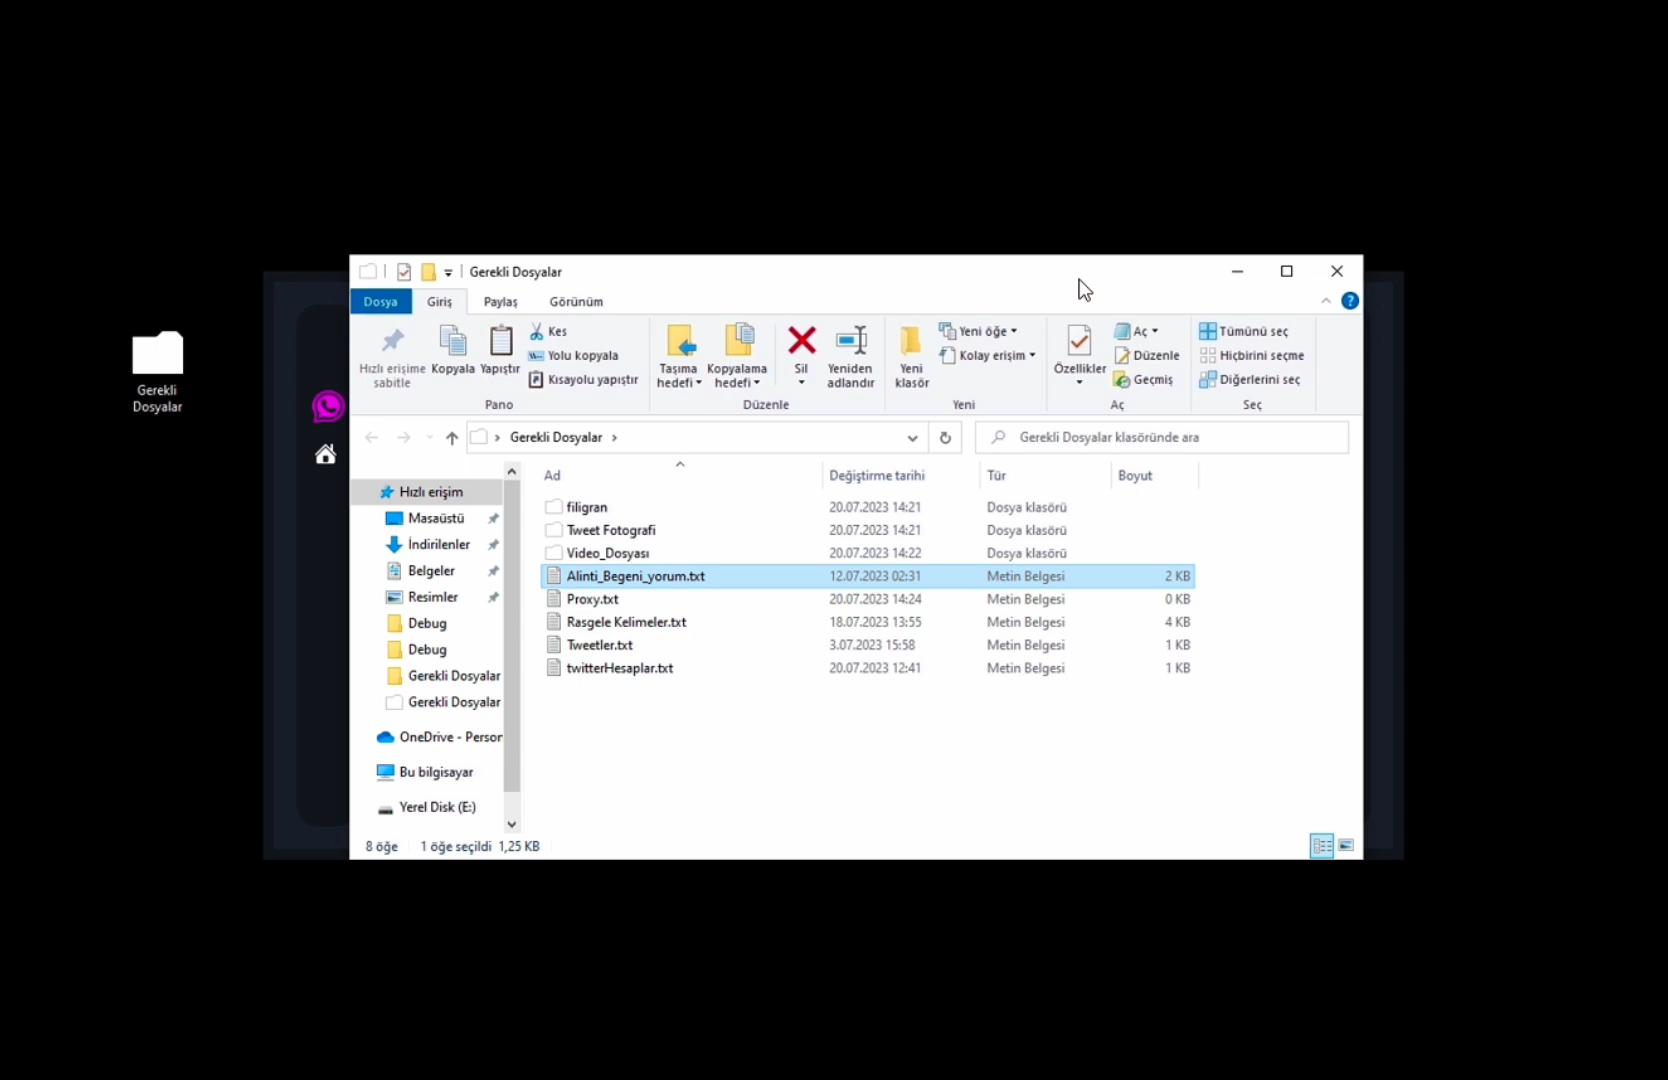 Gerekli Dosyalar
Dosya Giriş Paylaş Görünüm
Hızlı erişime sabitle
Kopyala
Yapıştır
Kes
Yolu kopyala
Kısayolu yapıştır
Pano
Taşıma hedefi
Kopyalama hedefi
Sil
Yeniden adlandır
Düzenle
Yeni klasör
Yeni öğe
Kolay erişim
Yeni
Özellikler
Aç
Düzenle
Geçmiş
Aç
Tümünü seç
Hiçbirini seçme
Diğerlerini seç
Seç
Gerekli
Dosyalar
Gerekli Dosyalar
Gerekli Dosyalar klasöründe ara
Hızlı erişim
Masaüstü
İndirilenler
Belgeler
Resimler
Debug
Debug
Gerekli Dosyalar
Gerekli Dosyalar
OneDrive - Person
Bu bilgisayar
Yerel Disk (E:)
Ad Değiştirme tarihi Tür Boyut
filigran 20.07.2023 14:21 Dosya klasörü
Tweet Fotografi 20.07.2023 14:21 Dosya klasörü
Video_Dosyası 20.07.2023 14:22 Dosya klasörü
Alinti_Begeni_yorum.txt 12.07.2023 02:31 Metin Belgesi 2 KB
Proxy.txt 20.07.2023 14:24 Metin Belgesi 0 KB
Rasgele Kelimeler.txt 18.07.2023 13:55 Metin Belgesi 4 KB
Tweetler.txt 3.07.2023 15:58 Metin Belgesi 1 KB
twitterHesaplar.txt 20.07.2023 12:41 Metin Belgesi 1 KB
8 öğe 1 öğe seçildi 1,25 KB